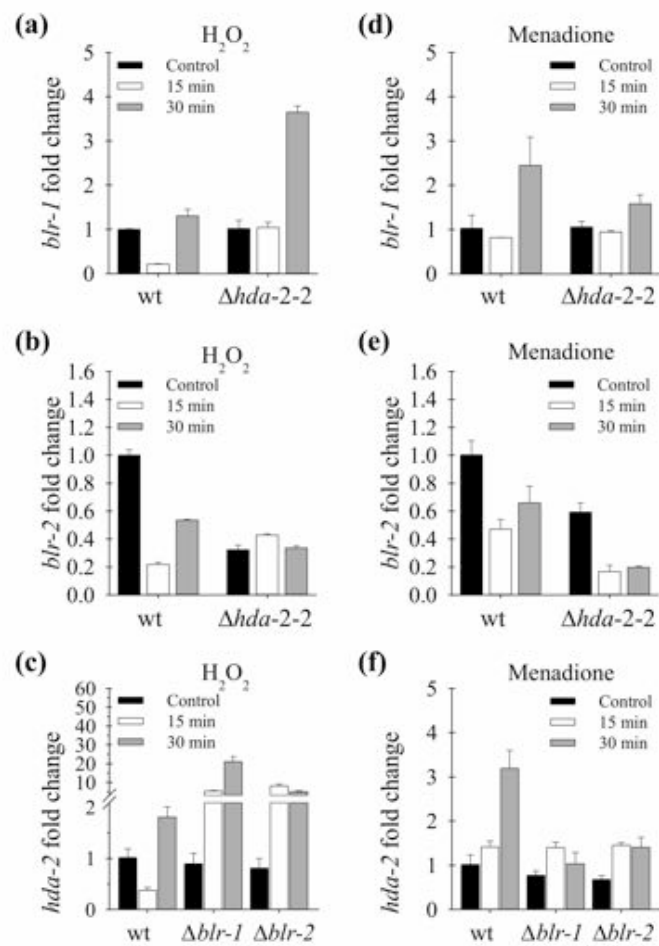 (a)
H2O2
Control
15 min
30 min
5
4
3
2
1
0
blr-1 fold change
wt
Δhda-2-2
(d)
Menadione
Control
15 min
30 min
5
4
3
2
1
0
blr-1 fold change
wt
Δhda-2-2
(b)
H2O2
Control
15 min
30 min
1.6
1.4
1.2
1.0
0.8
0.6
0.4
0.2
0.0
blr-2 fold change
wt
Δhda-2-2
(e)
Menadione
Control
15 min
30 min
1.6
1.4
1.2
1.0
0.8
0.6
0.4
0.2
0.0
blr-2 fold change
wt
Δhda-2-2
(c)
H2O2
Control
15 min
30 min
60
50
40
30
20
10
2
1
0
hda-2 fold change
wt
Δblr-1
Δblr-2
(f)
Menadione
Control
15 min
30 min
5
4
3
2
1
0
hda-2 fold change
wt
Δblr-1
Δblr-2